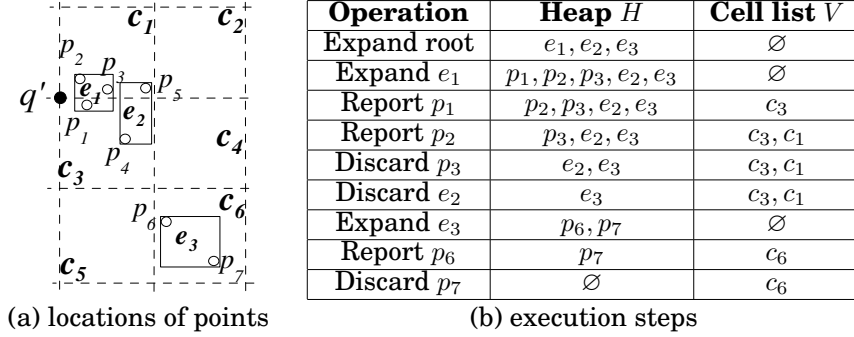 c₁ c₂
p₂ p₃
q' e₁ p₅
e₂
p₁
p₄ c₄
c₃
p₆ c₆
e₃
c₅ p₇
(a) locations of points
Operation Heap H Cell list V
Expand root e₁, e₂, e₃ ∅
Expand e₁ p₁, p₂, p₃, e₂, e₃ ∅
Report p₁ p₂, p₃, e₂, e₃ c₃
Report p₂ p₃, e₂, e₃ c₃, c₁
Discard p₃ e₂, e₃ c₃, c₁
Discard e₂ e₃ c₃, c₁
Expand e₃ p₆, p₇ ∅
Report p₆ p₇ c₆
Discard p₇ ∅ c₆
(b) execution steps